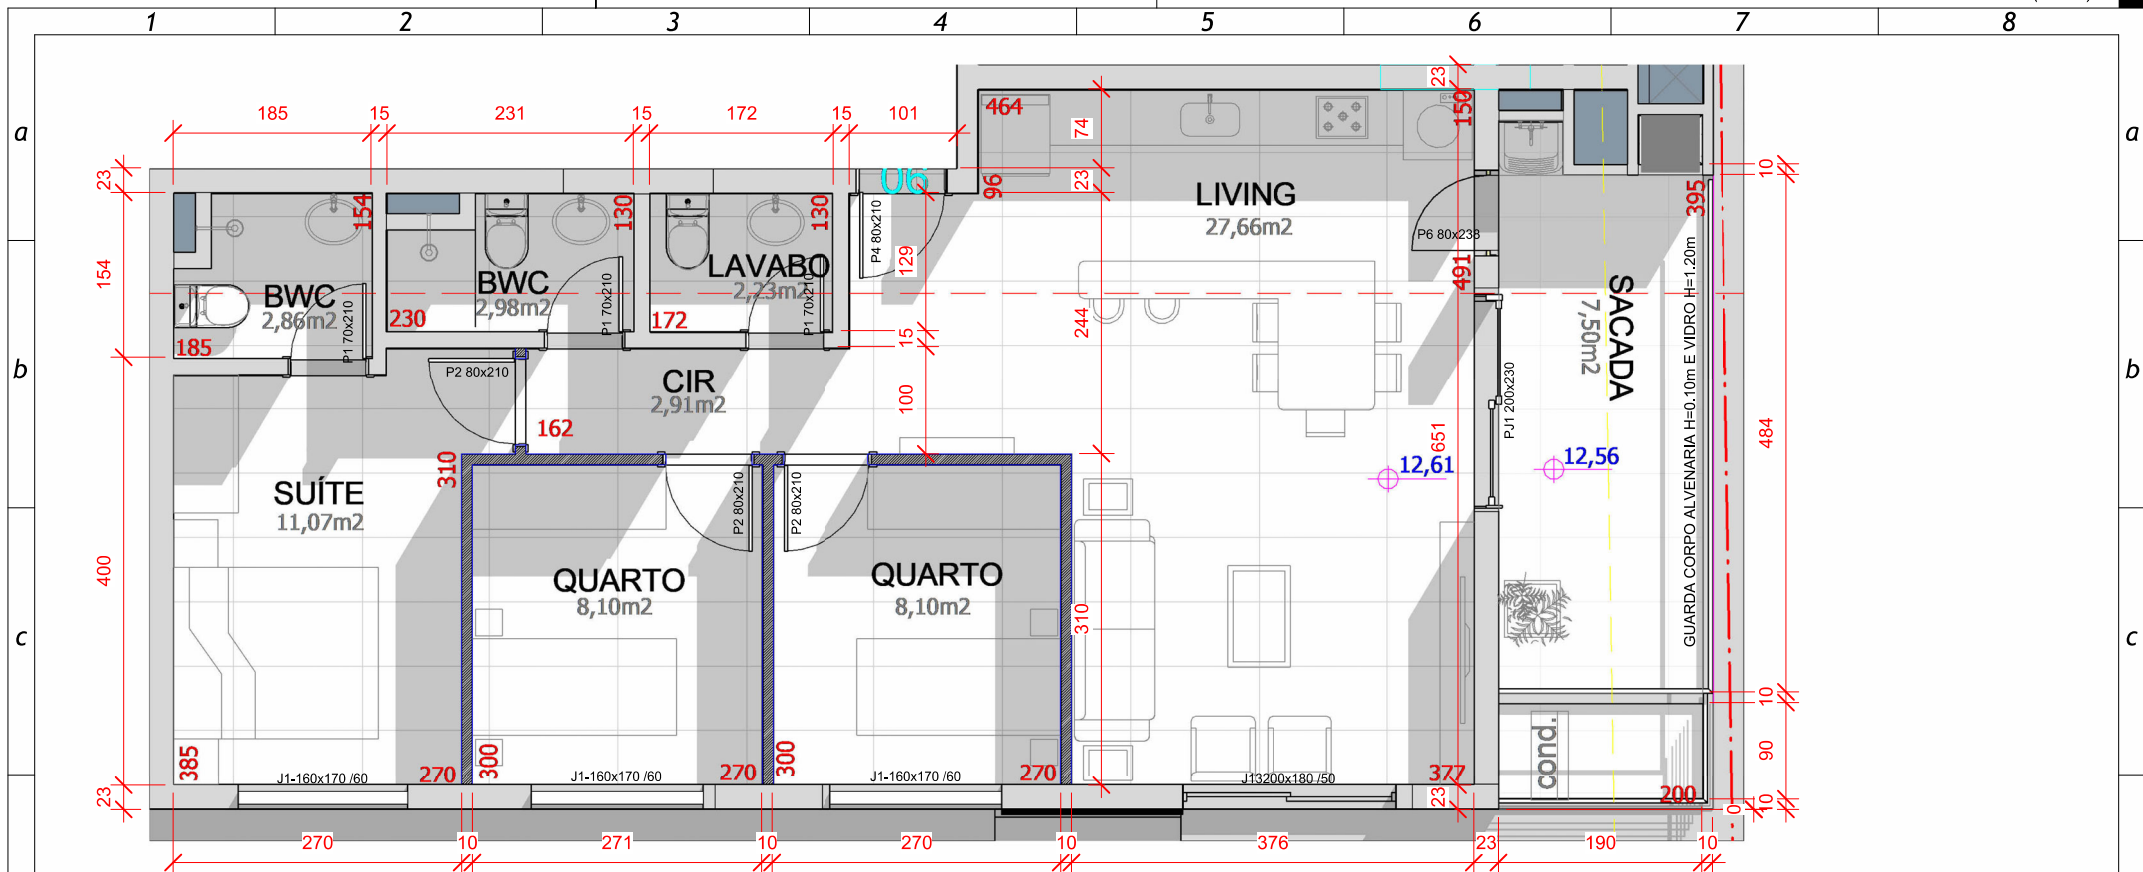 1 2 3 4 5 6 7 8
a a
b b
c c
185 15 231 15 172 15 101
23
154
400
23
464
74
23
96
23
150
06
154
130
130
P4 80x210
129
15
100
LIVING
27,66m2
P6 80x238
491
395
10
BWC
2,86m2
185
P1 70x210
BWC
2,98m2
230
P1 70x210
LAVABO
2,23m2
172
P1 70x210
244
SACADA
7,50m2
GUARDA CORPO ALVENARIA H=0.10m E VIDRO H=1.20m
PJ1 200x230
P2 80x210
CIR
2,91m2
162
310
651
12,61
12,56
484
SUÍTE
11,07m2
P2 80x210
P2 80x210
QUARTO
8,10m2
QUARTO
8,10m2
310
cond.
10
90
10
0
385
270
300
270
300
270
377
200
J1-160x170 /60
J1-160x170 /60
J1-160x170 /60
J13200x180 /50
23
270 10 271 10 270 10 376 23 190 10